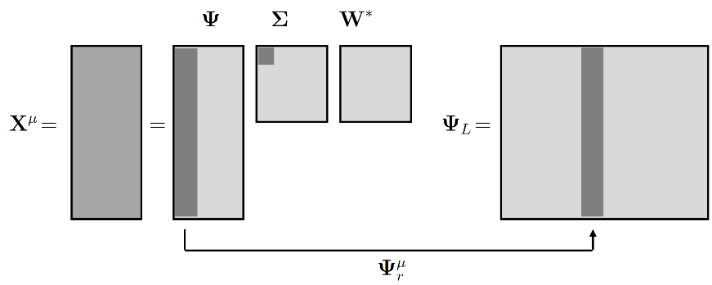 𝚿 𝚺 𝐖*
𝐗^μ = = 𝚿_L =
𝚿_r^μ